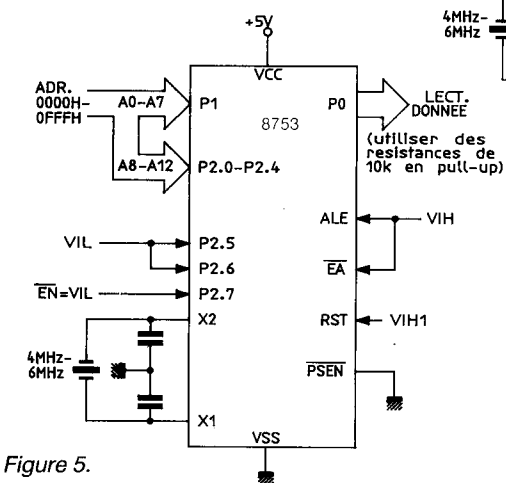 4MHz-
6MHz
+5V
VCC
ADR.
0000H-
0FFFH
A0-A7
P1
P0
LECT.
DONNEE
8753
(utiliser des
resistances de
10k en pull-up)
A8-A12
P2.0-P2.4
ALE
VIH
VIL
P2.5
P2.6
EA
EN=VIL
P2.7
X2
RST
VIH1
4MHz-
6MHz
PSEN
X1
VSS
Figure 5.